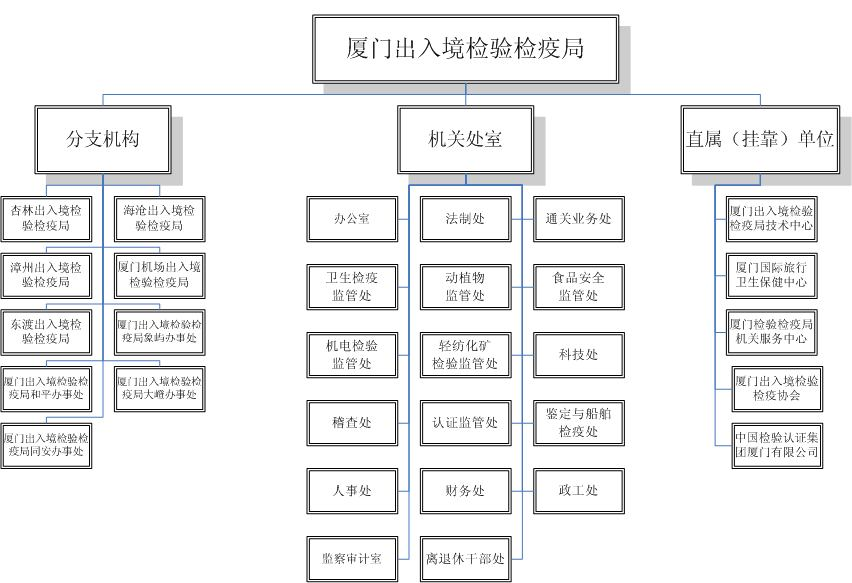 厦门出入境检验检疫局
分支机构
机关处室
直属（挂靠）单位
杏林出入境检
验检疫局
海沧出入境检
验检疫局
漳州出入境检
验检疫局
厦门机场出入境
检验检疫局
东渡出入境检
验检疫局
厦门出入境检验检
疫局象屿办事处
厦门出入境检验检
疫局和平办事处
厦门出入境检验检
疫局大嶝办事处
厦门出入境检验检
疫局同安办事处
办公室
法制处
通关业务处
卫生检疫
监管处
动植物
监管处
食品安全
监管处
机电检验
监管处
轻纺化矿
检验监管处
科技处
稽查处
认证监管处
鉴定与船舶
检疫处
人事处
财务处
政工处
监察审计室
离退休干部处
厦门出入境检验
检疫局技术中心
厦门国际旅行
卫生保健中心
厦门检验检疫局
机关服务中心
厦门出入境检验
检疫协会
中国检验认证集
团厦门有限公司